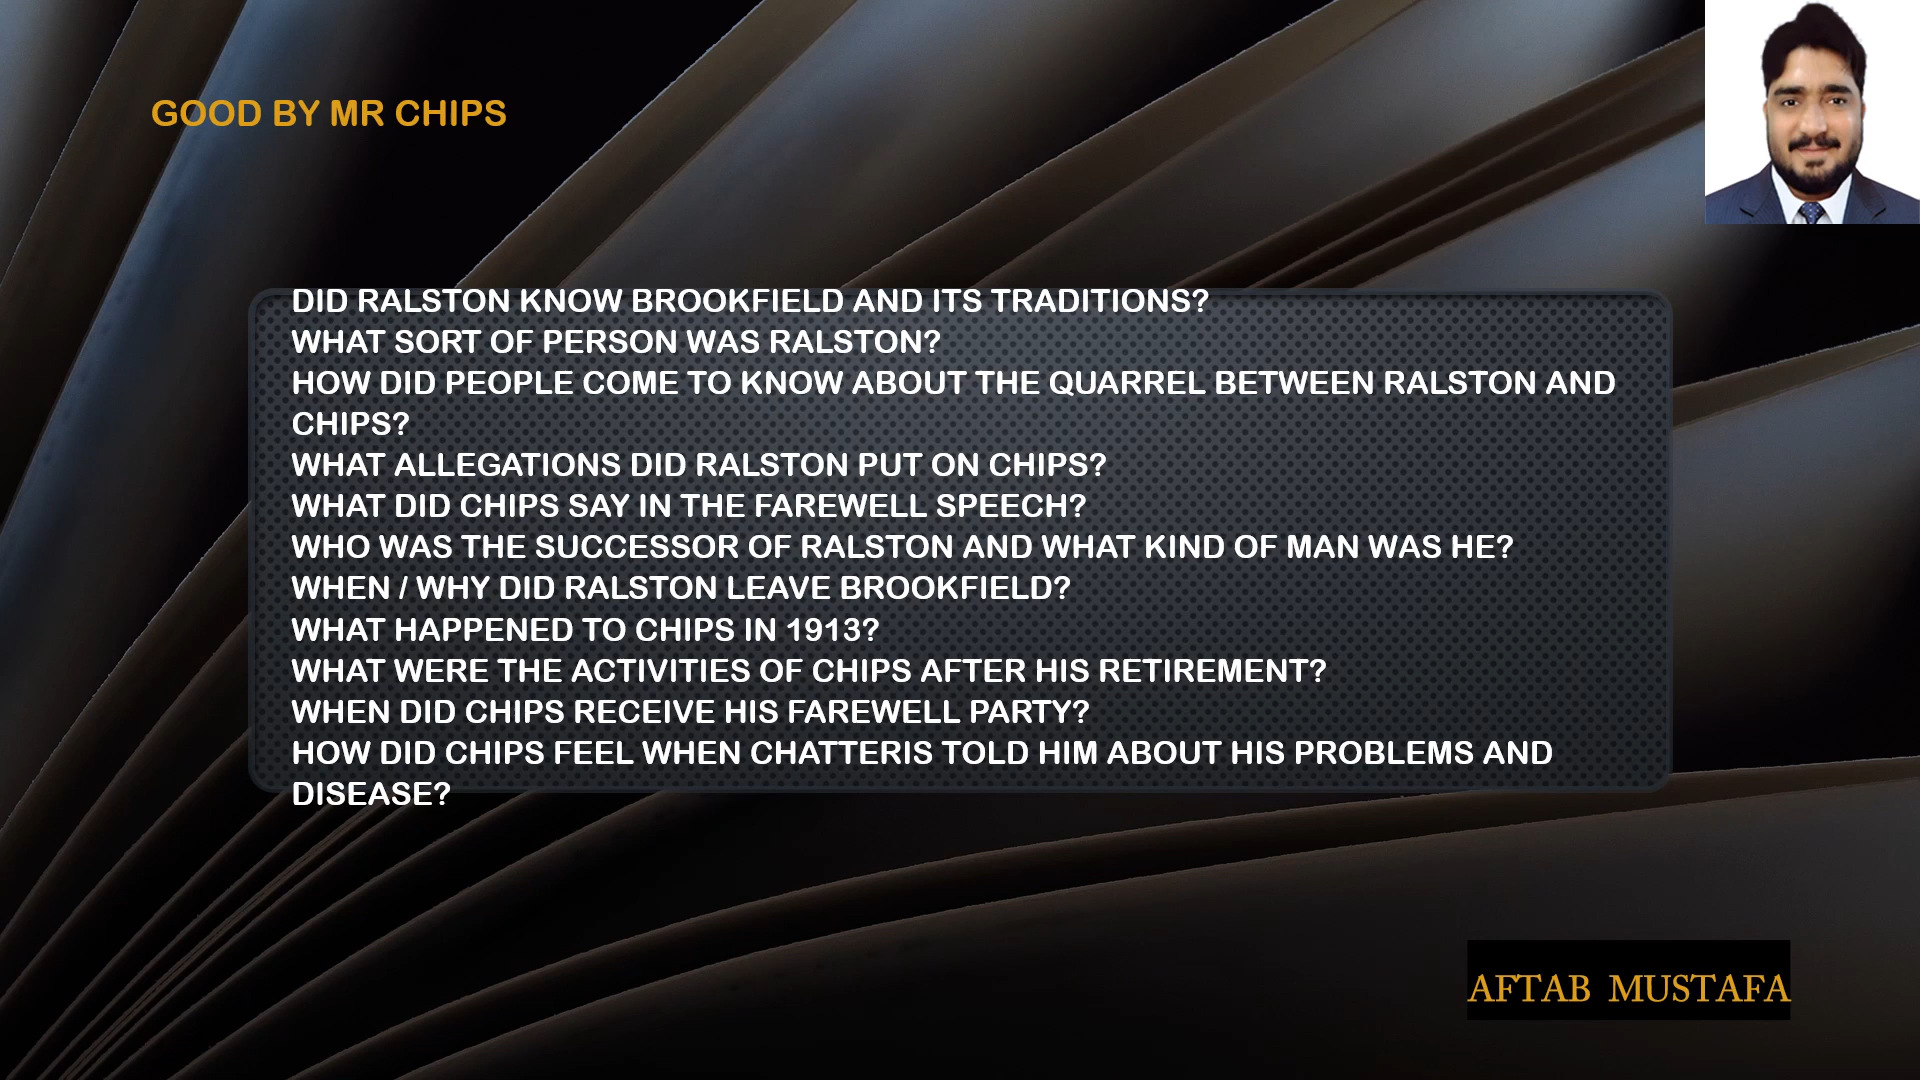 GOOD BY MR CHIPS
DID RALSTON KNOW BROOKFIELD AND ITS TRADITIONS?
WHAT SORT OF PERSON WAS RALSTON?
HOW DID PEOPLE COME TO KNOW ABOUT THE QUARREL BETWEEN RALSTON AND
CHIPS?
WHAT ALLEGATIONS DID RALSTON PUT ON CHIPS?
WHAT DID CHIPS SAY IN THE FAREWELL SPEECH?
WHO WAS THE SUCCESSOR OF RALSTON AND WHAT KIND OF MAN WAS HE?
WHEN / WHY DID RALSTON LEAVE BROOKFIELD?
WHAT HAPPENED TO CHIPS IN 1913?
WHAT WERE THE ACTIVITIES OF CHIPS AFTER HIS RETIREMENT?
WHEN DID CHIPS RECEIVE HIS FAREWELL PARTY?
HOW DID CHIPS FEEL WHEN CHATTERIS TOLD HIM ABOUT HIS PROBLEMS AND
DISEASE?
AFTAB MUSTAFA